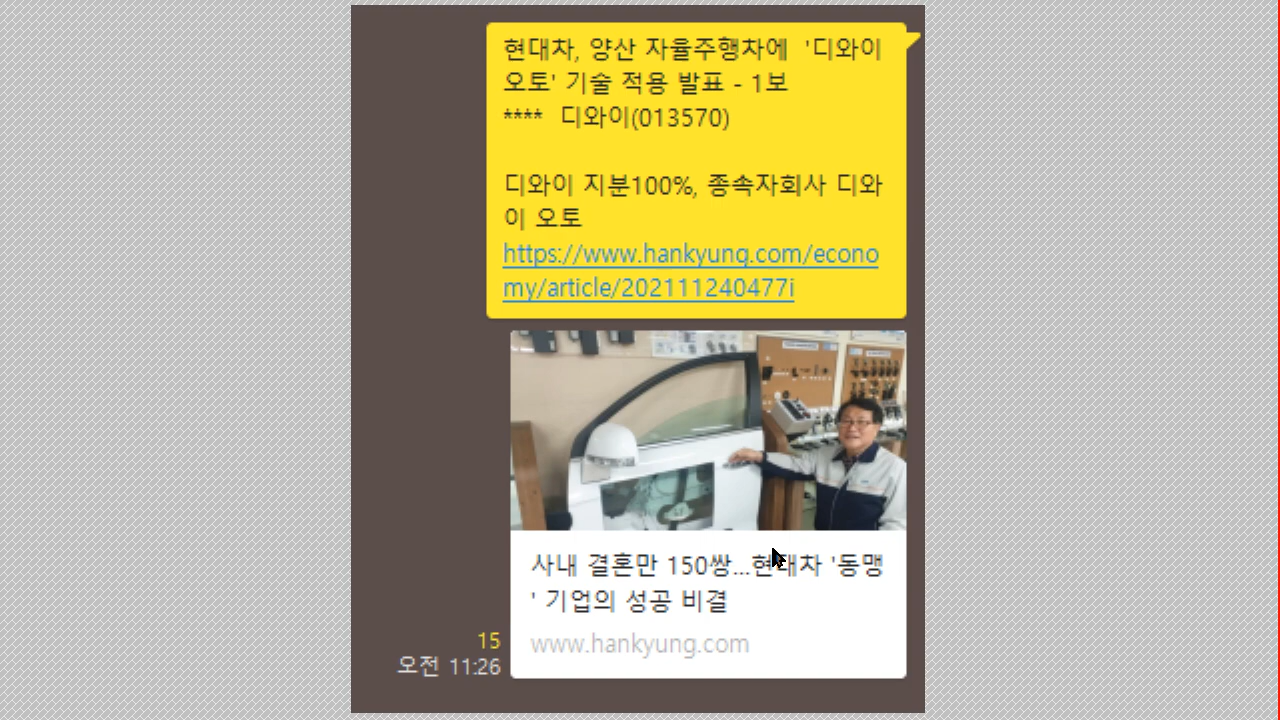 현대차, 양산 자율주행차에 '디와이
오토' 기술 적용 발표 - 1보
**** 디와이(013570)
디와이 지분100%, 종속자회사 디와
이 오토
https://www.hankyung.com/econo
my/article/202111240477i
사내 결혼만 150쌍...현대차 '동맹
' 기업의 성공 비결
www.hankyung.com
15
오전 11:26